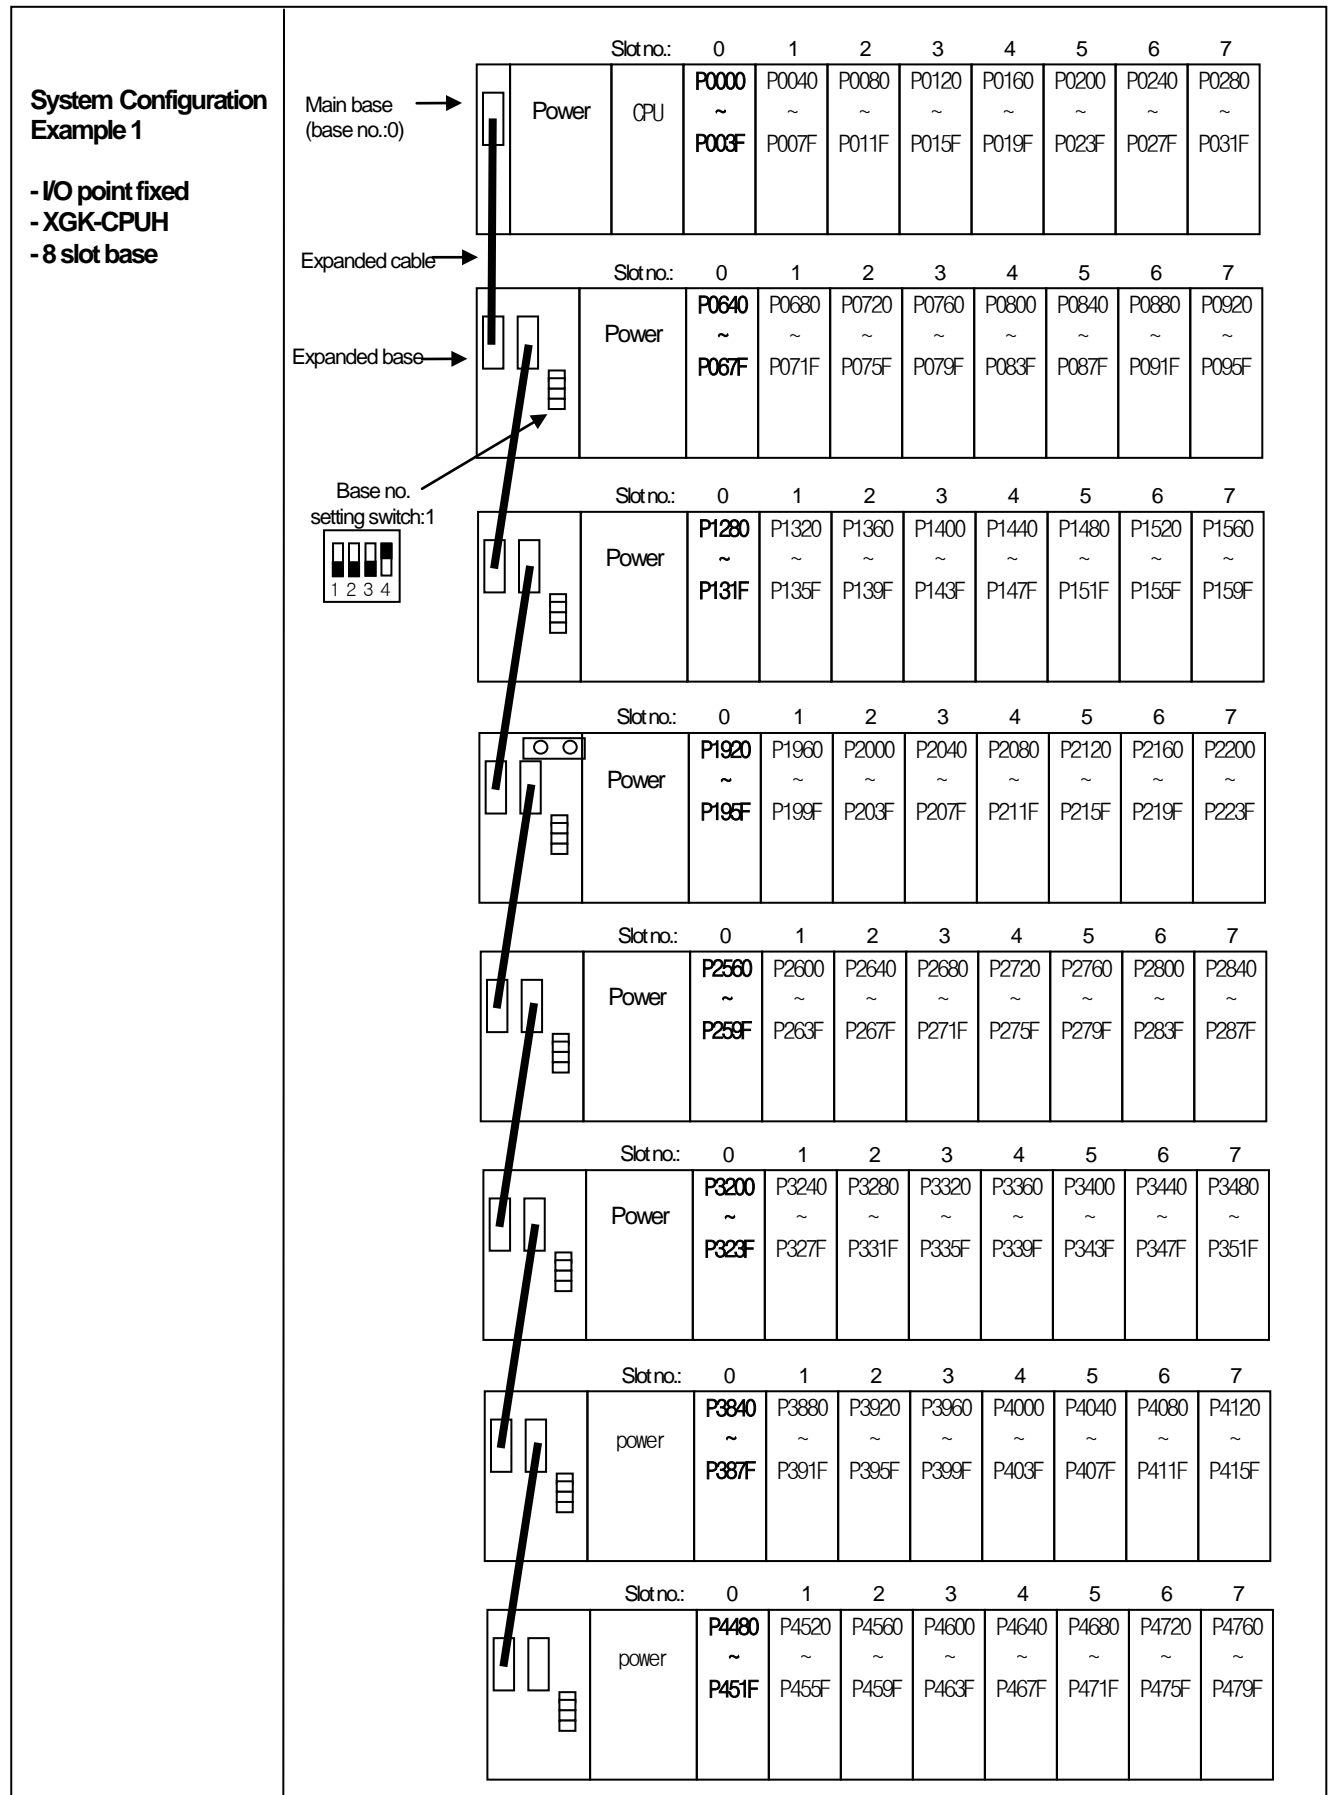 System Configuration
Example 1
- I/O point fixed
- XGK-CPUH
- 8 slot base
Slot no.: 0 1 2 3 4 5 6 7
Main base
(base no.:0)
Power CPU
P0000 P0040 P0080 P0120 P0160 P0200 P0240 P0280
~ ~ ~ ~ ~ ~ ~ ~
P003F P007F P011F P015F P019F P023F P027F P031F
Expanded cable
Slot no.: 0 1 2 3 4 5 6 7
Expanded base
Power
P0640 P0680 P0720 P0760 P0800 P0840 P0880 P0920
~ ~ ~ ~ ~ ~ ~ ~
P067F P071F P075F P079F P083F P087F P091F P095F
Base no.
setting switch:1
1 2 3 4
Slot no.: 0 1 2 3 4 5 6 7
Power
P1280 P1320 P1360 P1400 P1440 P1480 P1520 P1560
~ ~ ~ ~ ~ ~ ~ ~
P131F P135F P139F P143F P147F P151F P155F P159F
Slot no.: 0 1 2 3 4 5 6 7
Power
P1920 P1960 P2000 P2040 P2080 P2120 P2160 P2200
~ ~ ~ ~ ~ ~ ~ ~
P195F P199F P203F P207F P211F P215F P219F P223F
Slot no.: 0 1 2 3 4 5 6 7
Power
P2560 P2600 P2640 P2680 P2720 P2760 P2800 P2840
~ ~ ~ ~ ~ ~ ~ ~
P259F P263F P267F P271F P275F P279F P283F P287F
Slot no.: 0 1 2 3 4 5 6 7
Power
P3200 P3240 P3280 P3320 P3360 P3400 P3440 P3480
~ ~ ~ ~ ~ ~ ~ ~
P323F P327F P331F P335F P339F P343F P347F P351F
Slot no.: 0 1 2 3 4 5 6 7
power
P3840 P3880 P3920 P3960 P4000 P4040 P4080 P4120
~ ~ ~ ~ ~ ~ ~ ~
P387F P391F P395F P399F P403F P407F P411F P415F
Slot no.: 0 1 2 3 4 5 6 7
power
P4480 P4520 P4560 P4600 P4640 P4680 P4720 P4760
~ ~ ~ ~ ~ ~ ~ ~
P451F P455F P459F P463F P467F P471F P475F P479F